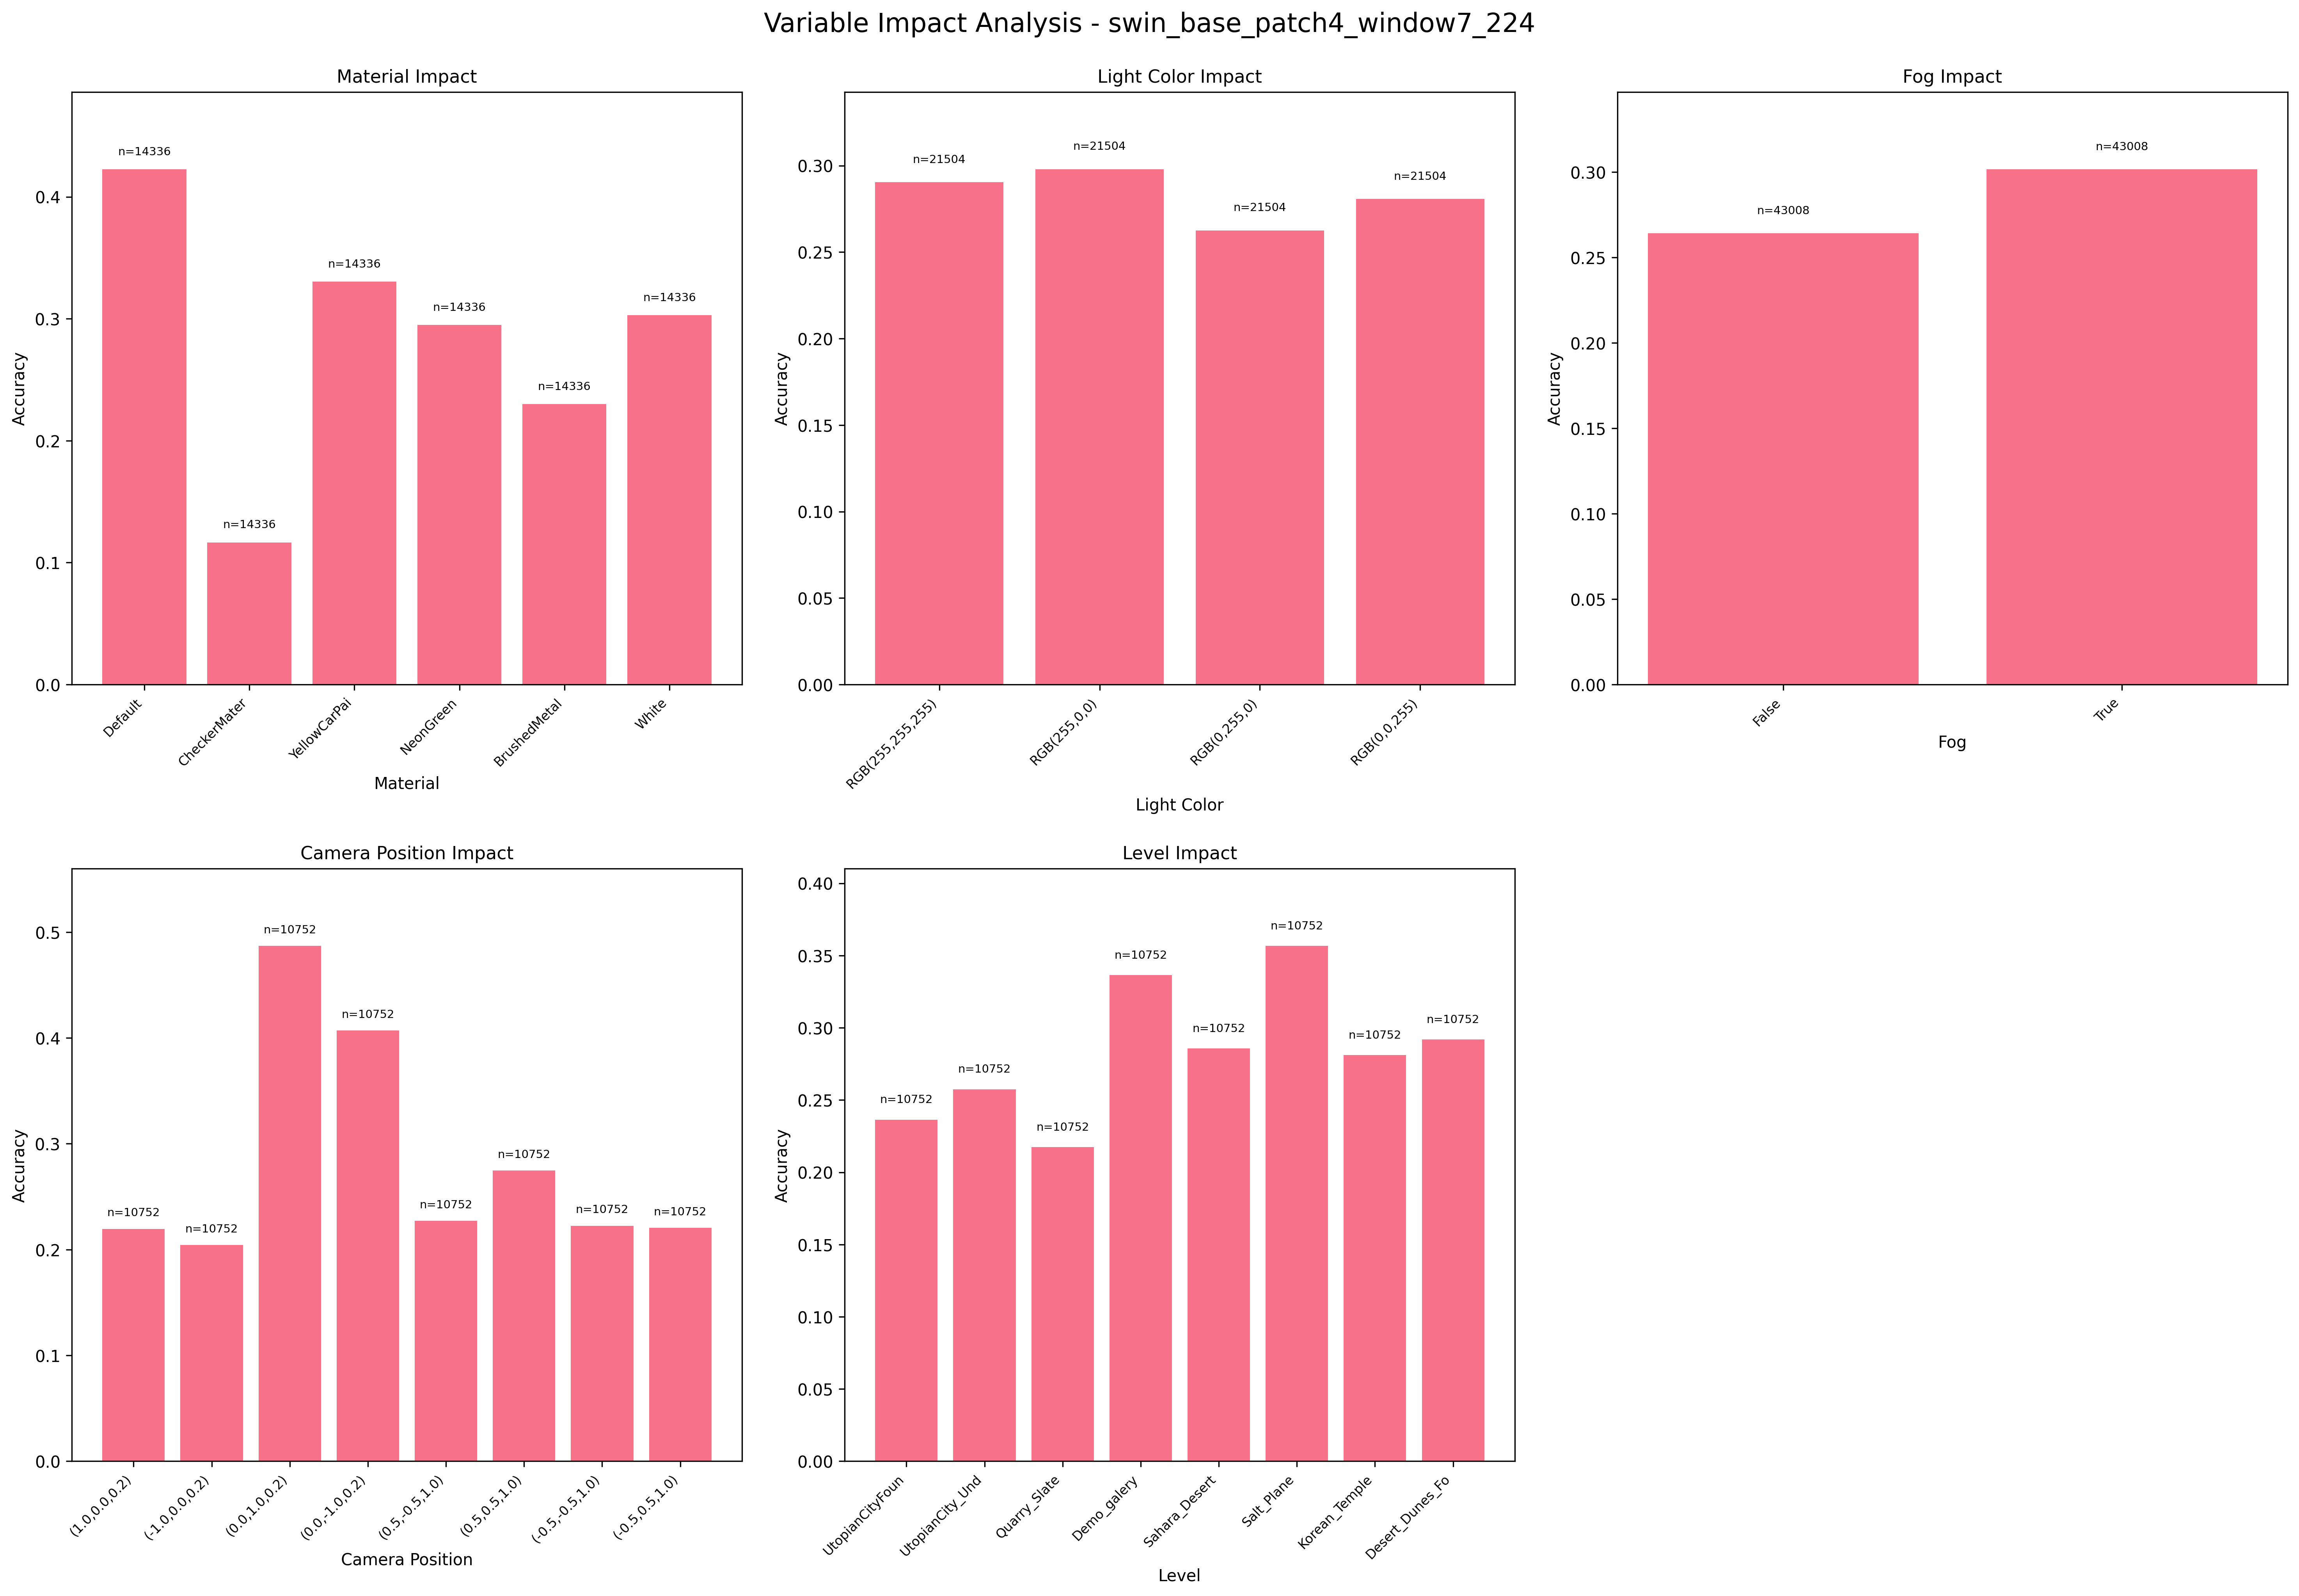 Variable Impact Analysis - swin_base_patch4_window7_224
Material Impact
Accuracy
0.4
0.3
0.2
0.1
0.0
n=14336
n=14336
n=14336
n=14336
n=14336
n=14336
Default
CheckerMater
YellowCarPai
NeonGreen
BrushedMetal
White
Material
Light Color Impact
Accuracy
0.30
0.25
0.20
0.15
0.10
0.05
0.00
n=21504
n=21504
n=21504
n=21504
RGB(255,255,255)
RGB(255,0,0)
RGB(0,255,0)
RGB(0,0,255)
Light Color
Fog Impact
Accuracy
0.30
0.25
0.20
0.15
0.10
0.05
0.00
n=43008
n=43008
False
True
Fog
Camera Position Impact
Accuracy
0.5
0.4
0.3
0.2
0.1
0.0
n=10752
n=10752
n=10752
n=10752
n=10752
n=10752
n=10752
n=10752
(1.0,0.0,0.2)
(-1.0,0.0,0.2)
(0.0,1.0,0.2)
(0.0,-1.0,0.2)
(0.5,-0.5,1.0)
(0.5,0.5,1.0)
(-0.5,-0.5,1.0)
(-0.5,0.5,1.0)
Camera Position
Level Impact
Accuracy
0.40
0.35
0.30
0.25
0.20
0.15
0.10
0.05
0.00
n=10752
n=10752
n=10752
n=10752
n=10752
n=10752
n=10752
n=10752
UtopianCityFoun
UtopianCity_Und
Quarry_Slate
Demo_galery
Sahara_Desert
Salt_Plane
Korean_Temple
Desert_Dunes_Fo
Level